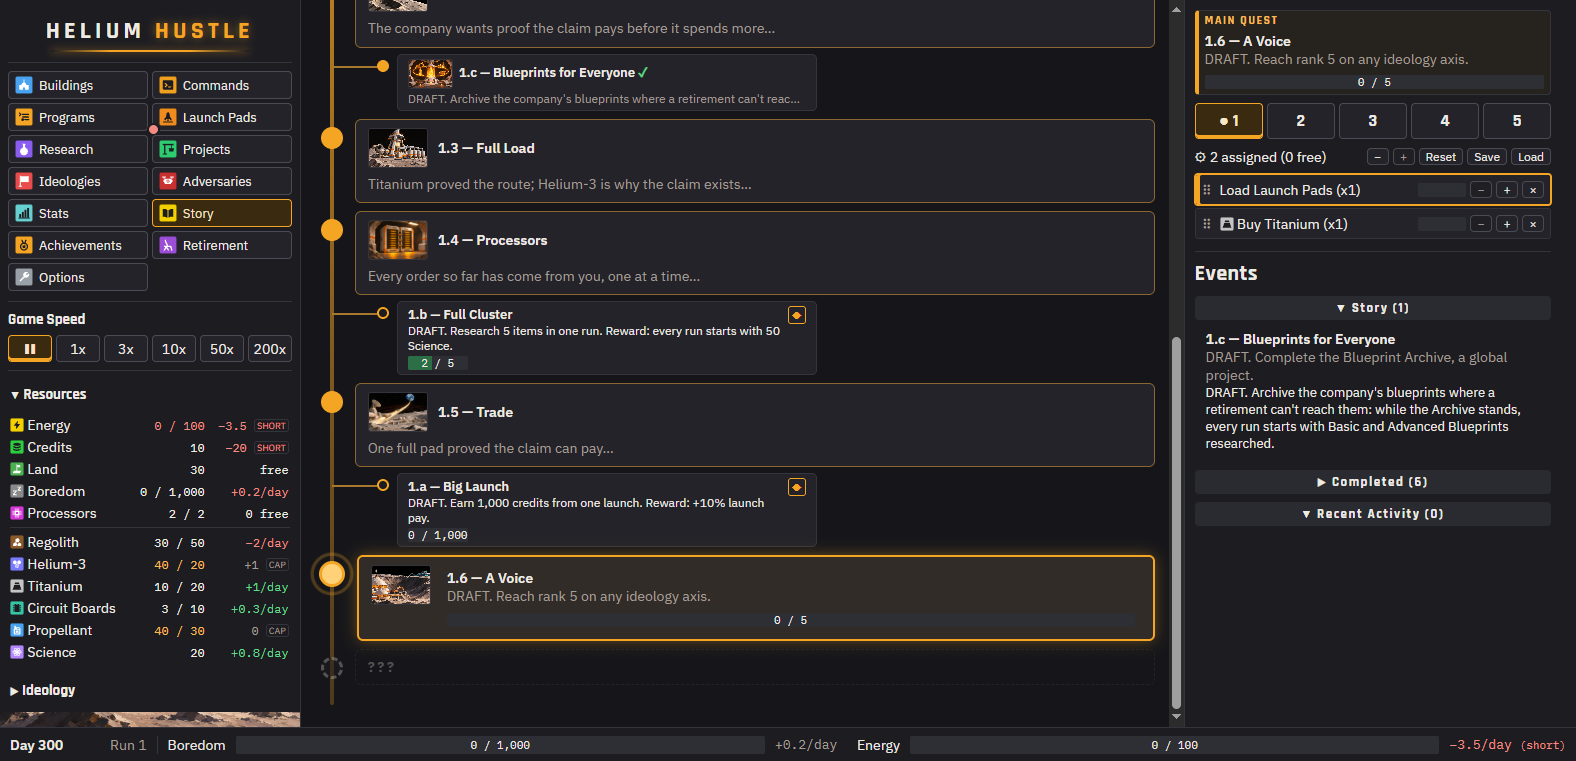 HELIUM HUSTLE
Buildings
Commands
Programs
Launch Pads
Research
Projects
Ideologies
Adversaries
Stats
Story
Achievements
Retirement
Options
Game Speed
1x
3x
10x
50x
200x
▼ Resources
Energy 0 / 100 −3.5 SHORT
Credits 10 −20 SHORT
Land 30 free
Boredom 0 / 1,000 +0.2/day
Processors 2 / 2 0 free
Regolith 30 / 50 −2/day
Helium-3 40 / 20 +1 CAP
Titanium 10 / 20 +1/day
Circuit Boards 3 / 10 +0.3/day
Propellant 40 / 30 0 CAP
Science 20 +0.8/day
▶ Ideology
The company wants proof the claim pays before it spends more...
1.c — Blueprints for Everyone ✓
DRAFT. Archive the company's blueprints where a retirement can't reac...
1.3 — Full Load
Titanium proved the route; Helium-3 is why the claim exists...
1.4 — Processors
Every order so far has come from you, one at a time...
1.b — Full Cluster
DRAFT. Research 5 items in one run. Reward: every run starts with 50
Science.
2 / 5
1.5 — Trade
One full pad proved the claim can pay...
1.a — Big Launch
DRAFT. Earn 1,000 credits from one launch. Reward: +10% launch
pay.
0 / 1,000
1.6 — A Voice
DRAFT. Reach rank 5 on any ideology axis.
0 / 5
???
MAIN QUEST
1.6 — A Voice
DRAFT. Reach rank 5 on any ideology axis.
0 / 5
● 1
2
3
4
5
⚙ 2 assigned (0 free) − + Reset Save Load
Load Launch Pads (x1) − + ×
Buy Titanium (x1) − + ×
Events
▼ Story (1)
1.c — Blueprints for Everyone
DRAFT. Complete the Blueprint Archive, a global
project.
DRAFT. Archive the company's blueprints where a
retirement can't reach them: while the Archive stands,
every run starts with Basic and Advanced Blueprints
researched.
▶ Completed (6)
▼ Recent Activity (0)
Day 300 Run 1 Boredom 0 / 1,000 +0.2/day Energy 0 / 100 −3.5/day (short)